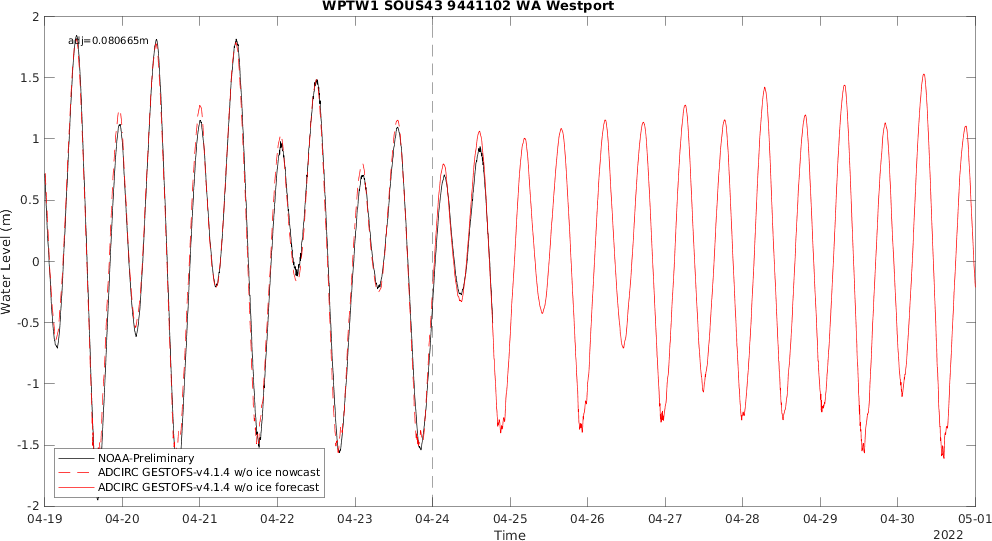 WPTW1 SOUS43 9441102 WA Westport
adj=0.080665m
Water Level (m)
2
1.5
1
0.5
0
-0.5
-1
-1.5
-2
NOAA-Preliminary
ADCIRC GESTOFS-v4.1.4 w/o ice nowcast
ADCIRC GESTOFS-v4.1.4 w/o ice forecast
04-19 04-20 04-21 04-22 04-23 04-24 04-25 04-26 04-27 04-28 04-29 04-30 05-01
Time
2022